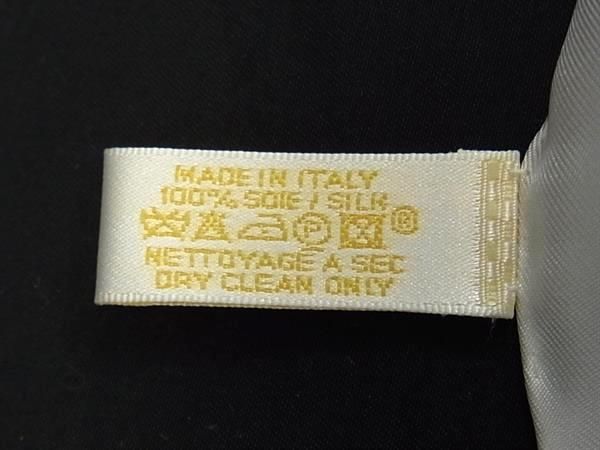 MADE IN ITALY
100% SOIE / SILK
P ®
NETTOYAGE A SEC
DRY CLEAN ONLY